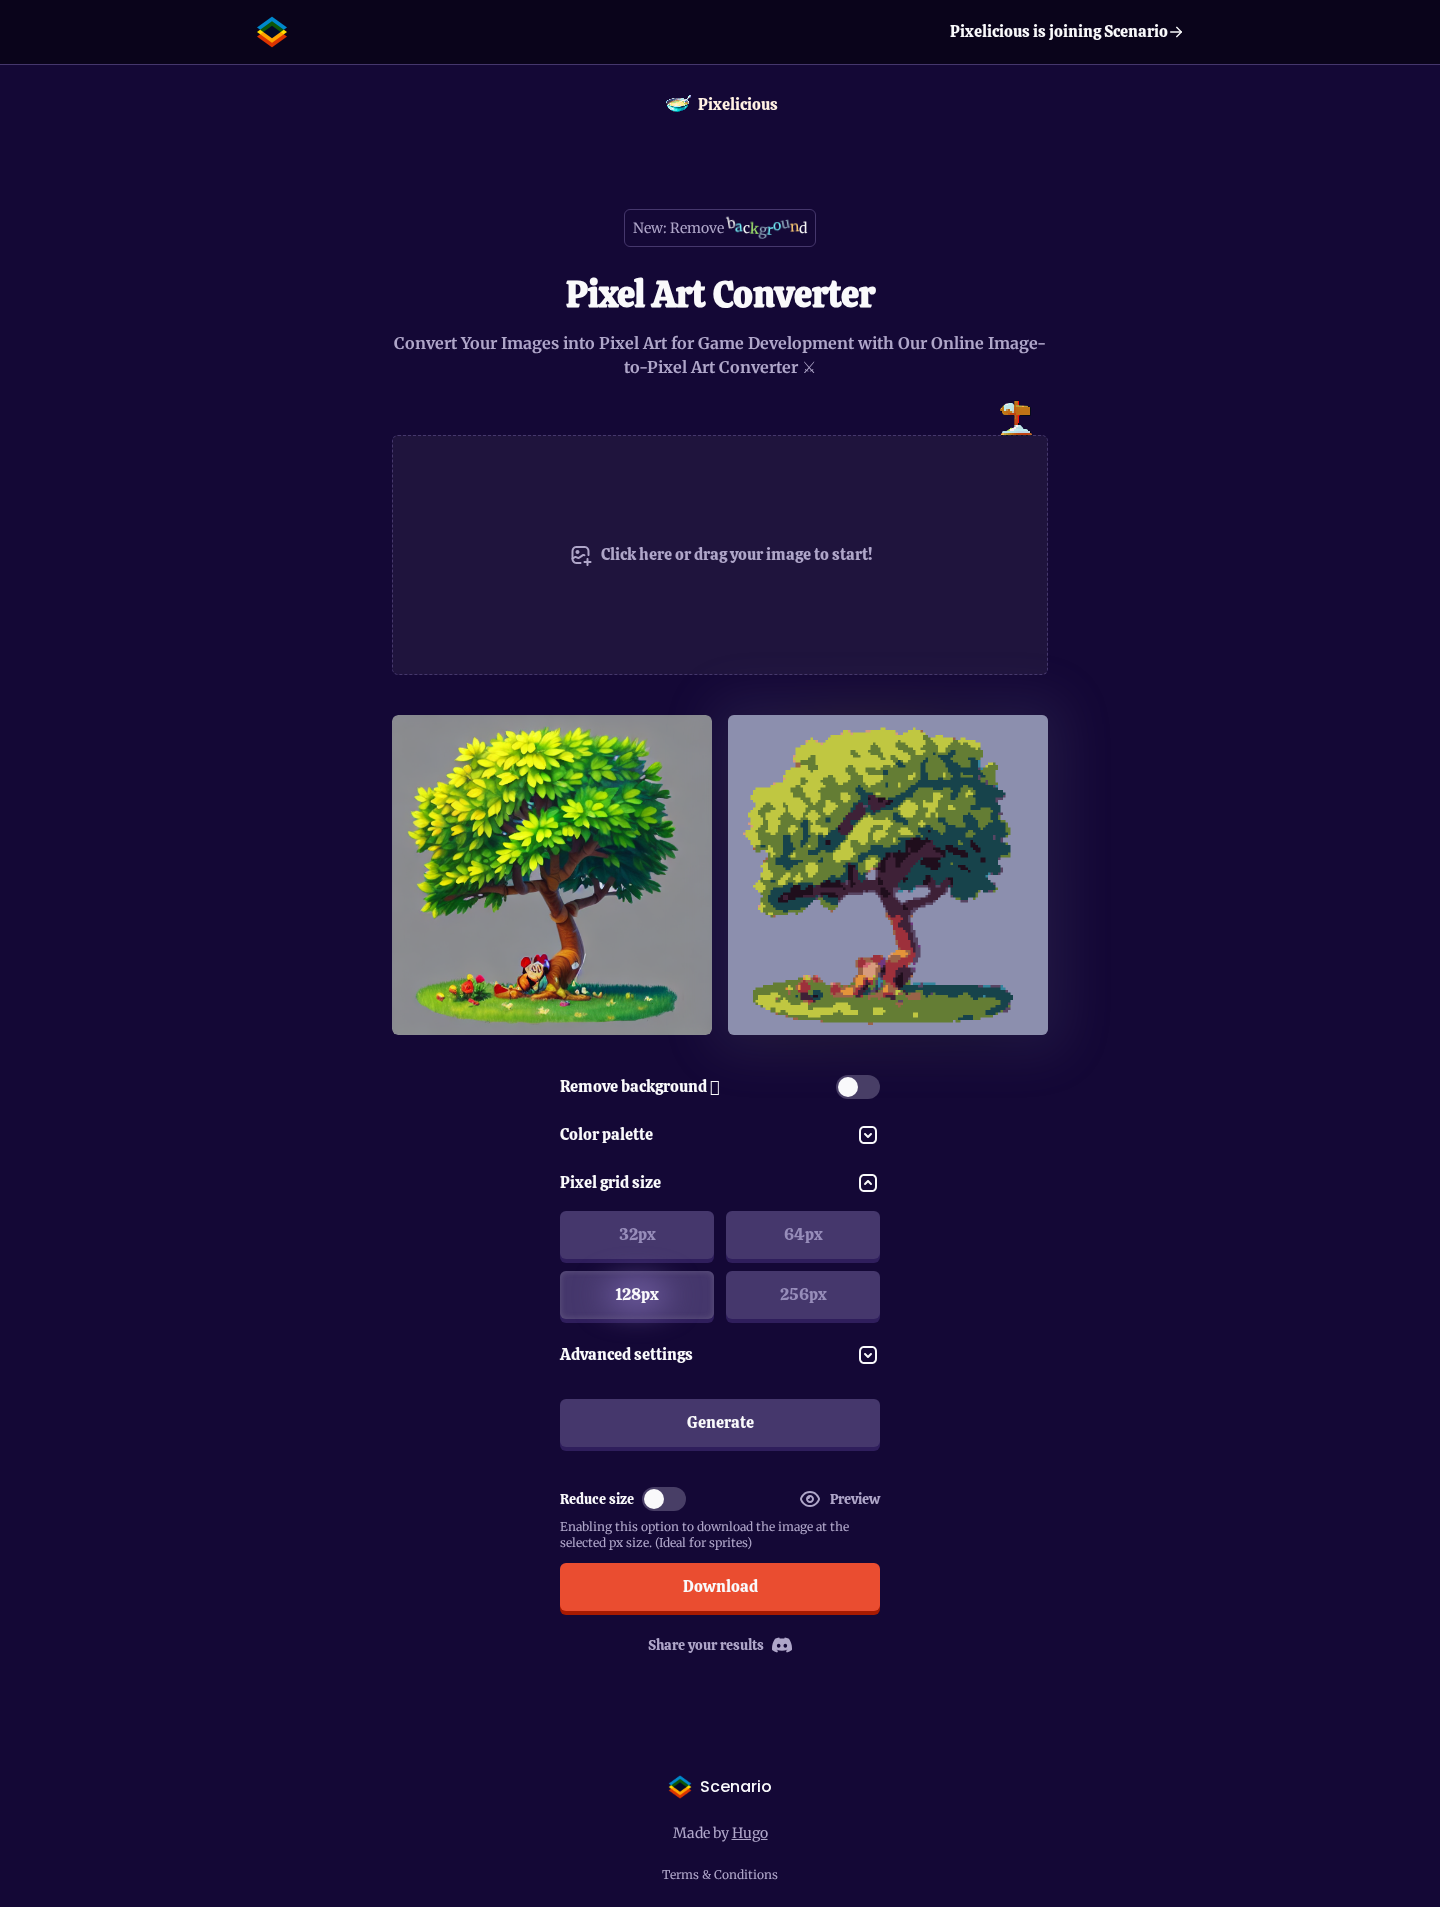 Pixelicious is joining Scenario
Pixelicious
New: Remove background
Pixel Art Converter
Convert Your Images into Pixel Art for Game Development with Our Online Image-
to-Pixel Art Converter ⚔
Click here or drag your image to start!
Remove background
Color palette
Pixel grid size
32px
64px
128px
256px
Advanced settings
Generate
Reduce size
Preview
Enabling this option to download the image at the
selected px size. (Ideal for sprites)
Download
Share your results
Scenario
Made by Hugo
Terms & Conditions